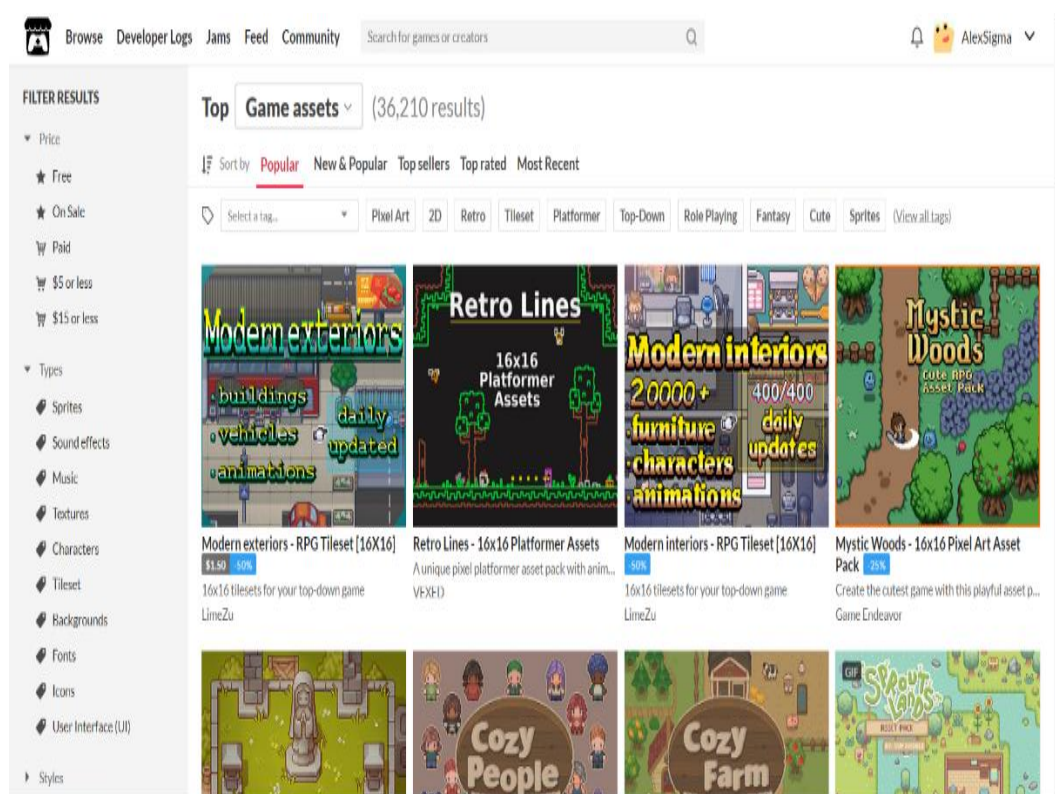 Browse Developer Logs Jams Feed Community Search for games or creators AlexSigma
FILTER RESULTS
Price
Free
On Sale
Paid
$5 or less
$15 or less
Types
Sprites
Sound effects
Music
Textures
Characters
Tileset
Backgrounds
Fonts
Icons
User Interface (UI)
Styles
Top Game assets (36,210 results)
Sort by Popular New & Popular Top sellers Top rated Most Recent
Select a tag... Pixel Art 2D Retro Tileset Platformer Top-Down Role Playing Fantasy Cute Sprites (View all tags)
Modern exteriors
•buildings
•vehicles
•animations
daily
updated
Modern exteriors - RPG Tileset [16X16]
$1.50 -50%
16x16 tilesets for your top-down game
LimeZu
Retro Lines
16x16
Platformer
Assets
Retro Lines - 16x16 Platformer Assets
A unique pixel platformer asset pack with anim...
VEXED
Modern interiors
20000+
•furniture
•characters
•animations
400/400
daily
updates
Modern interiors - RPG Tileset [16X16]
-50%
16x16 tilesets for your top-down game
LimeZu
Mystic
Woods
Cute RPG
Asset Pack
Mystic Woods - 16x16 Pixel Art Asset
Pack -25%
Create the cutest game with this playful asset p...
Game Endeavor
Cozy
People
Cozy
Farm
GIF
Sprout
Lands
ASSET PACK